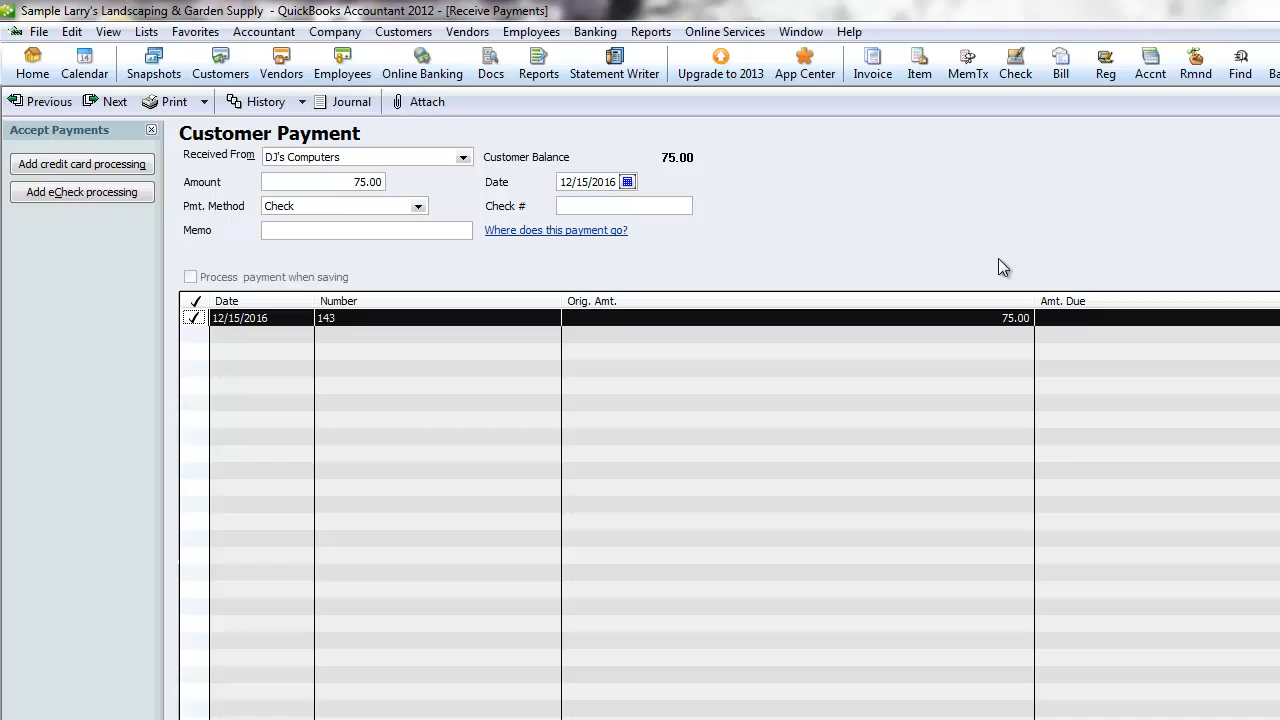 Sample Larry's Landscaping & Garden Supply - QuickBooks Accountant 2012 - [Receive Payments]
File Edit View Lists Favorites Accountant Company Customers Vendors Employees Banking Reports Online Services Window Help
Home Calendar Snapshots Customers Vendors Employees Online Banking Docs Reports Statement Writer Upgrade to 2013 App Center Invoice Item MemTx Check Bill Reg Accnt Rmnd Find
Previous Next Print History Journal Attach
Accept Payments
Add credit card processing
Add eCheck processing
Customer Payment
Received From DJ's Computers Customer Balance 75.00
Amount 75.00 Date 12/15/2016
Pmt. Method Check Check #
Memo Where does this payment go?
Process payment when saving
Date Number Orig. Amt. Amt. Due
12/15/2016 143 75.00